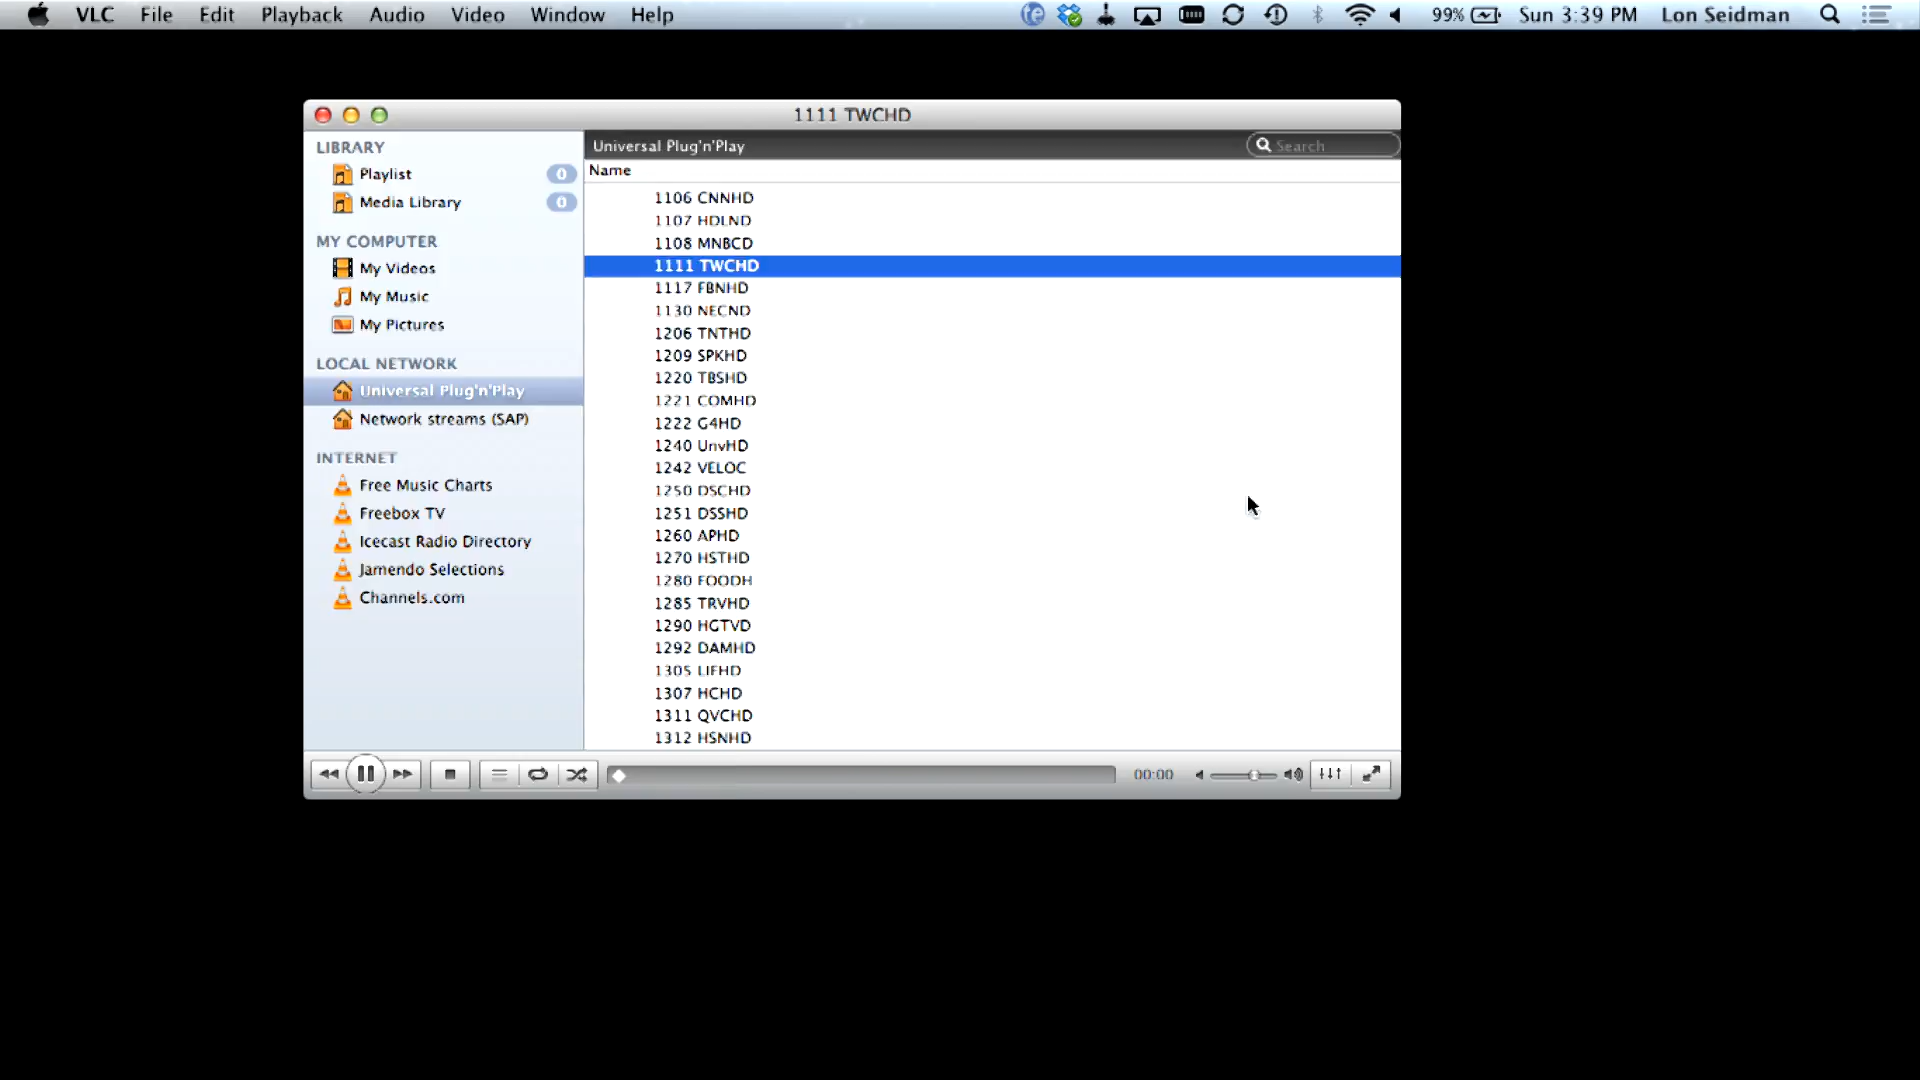 VLC File Edit Playback Audio Video Window Help 99% Sun 3:39 PM Lon Seidman
1111 TWCHD
LIBRARY
Playlist 0
Media Library 0
MY COMPUTER
My Videos
My Music
My Pictures
LOCAL NETWORK
Universal Plug'n'Play
Network streams (SAP)
INTERNET
Free Music Charts
Freebox TV
Icecast Radio Directory
Jamendo Selections
Channels.com
Universal Plug'n'Play Search
Name
1106 CNNHD
1107 HDLND
1108 MNBCD
1111 TWCHD
1117 FBNHD
1130 NECND
1206 TNTHD
1209 SPKHD
1220 TBSHD
1221 COMHD
1222 G4HD
1240 UnvHD
1242 VELOC
1250 DSCHD
1251 DSSHD
1260 APHD
1270 HSTHD
1280 FOODH
1285 TRVHD
1290 HGTVD
1292 DAMHD
1305 LIFHD
1307 HCHD
1311 QVCHD
1312 HSNHD
00:00